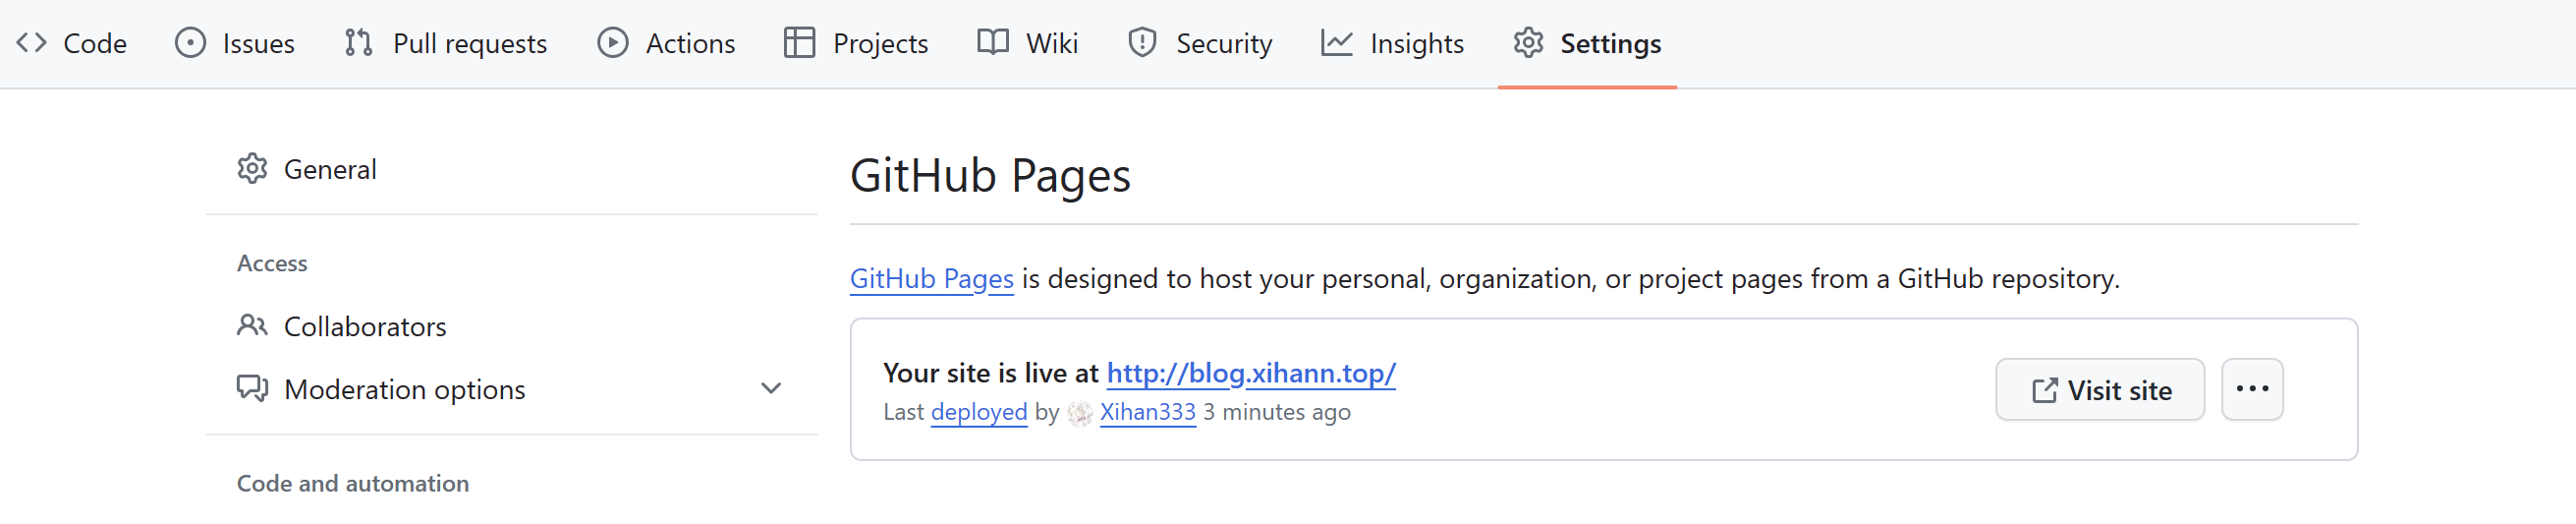 Code Issues Pull requests Actions Projects Wiki Security Insights Settings
General
Access
Collaborators
Moderation options
Code and automation
GitHub Pages
GitHub Pages is designed to host your personal, organization, or project pages from a GitHub repository.
Your site is live at http://blog.xihann.top/
Last deployed by Xihan333 3 minutes ago
Visit site